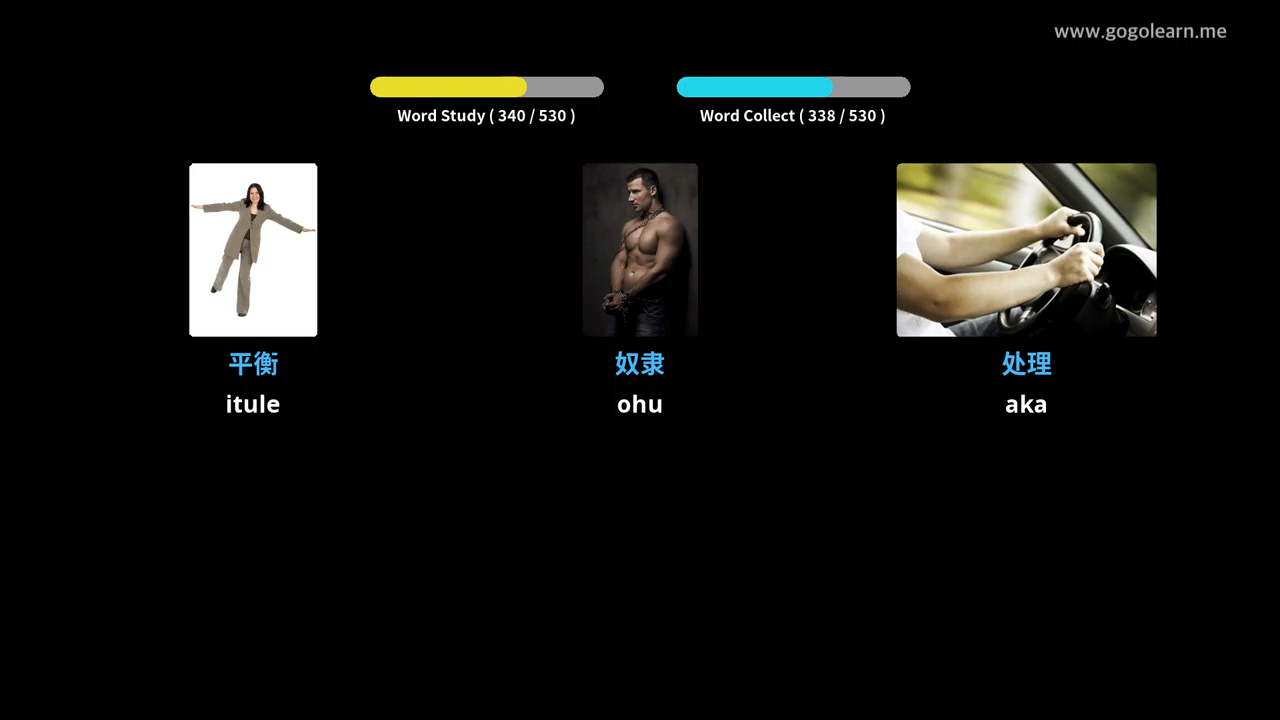 www.gogolearn.me
Word Study ( 340 / 530 )
Word Collect ( 338 / 530 )
平衡
奴隶
处理
itule
ohu
aka